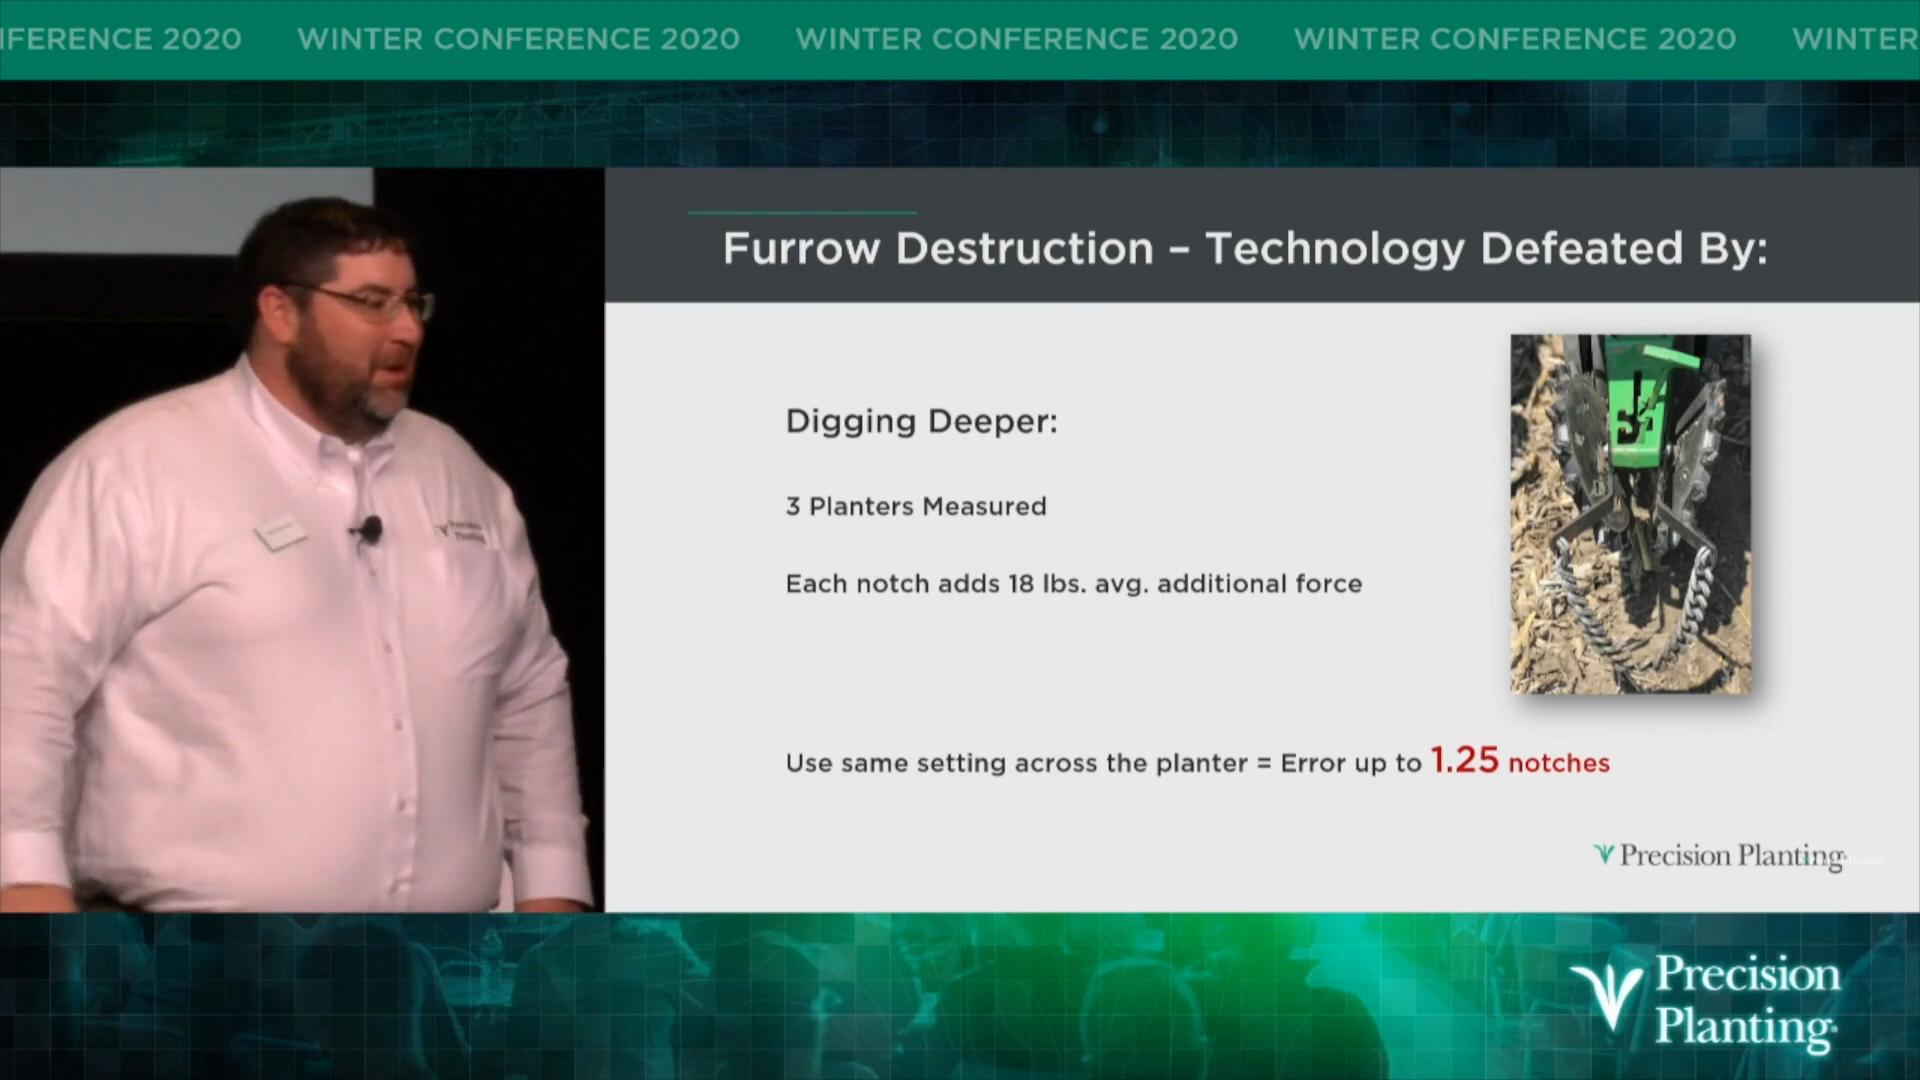 IFERENCE 2020 WINTER CONFERENCE 2020 WINTER CONFERENCE 2020 WINTER CONFERENCE 2020 WINTER
Furrow Destruction – Technology Defeated By:
Digging Deeper:
3 Planters Measured
Each notch adds 18 lbs. avg. additional force
Use same setting across the planter = Error up to 1.25 notches
Precision Planting
Precision
Planting
Precision
Planting